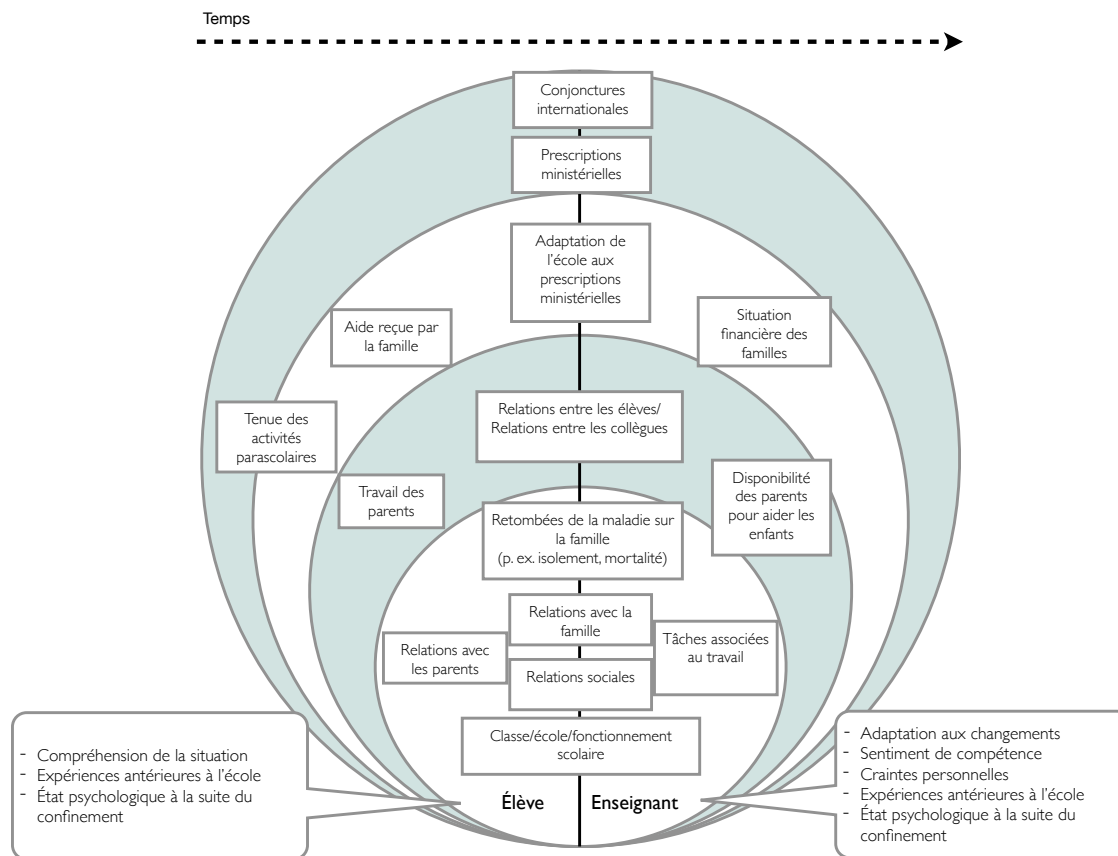 Temps
Conjonctures
internationales
Prescriptions
ministérielles
Adaptation de
l'école aux
prescriptions
ministérielles
Aide reçue par
la famille
Situation
financière des
familles
Tenue des
activités
parascolaires
Relations entre les élèves/
Relations entre les collègues
Travail des
parents
Disponibilité
des parents
pour aider les
enfants
Retombées de la maladie sur
la famille
(p. ex. isolement, mortalité)
Relations avec la
famille
Relations avec
les parents
Tâches associées
au travail
Relations sociales
Classe/école/fonctionnement
scolaire
- Compréhension de la situation
- Expériences antérieures à l'école
- État psychologique à la suite du
confinement
Élève
Enseignant
- Adaptation aux changements
- Sentiment de compétence
- Craintes personnelles
- Expériences antérieures à l'école
- État psychologique à la suite du
confinement